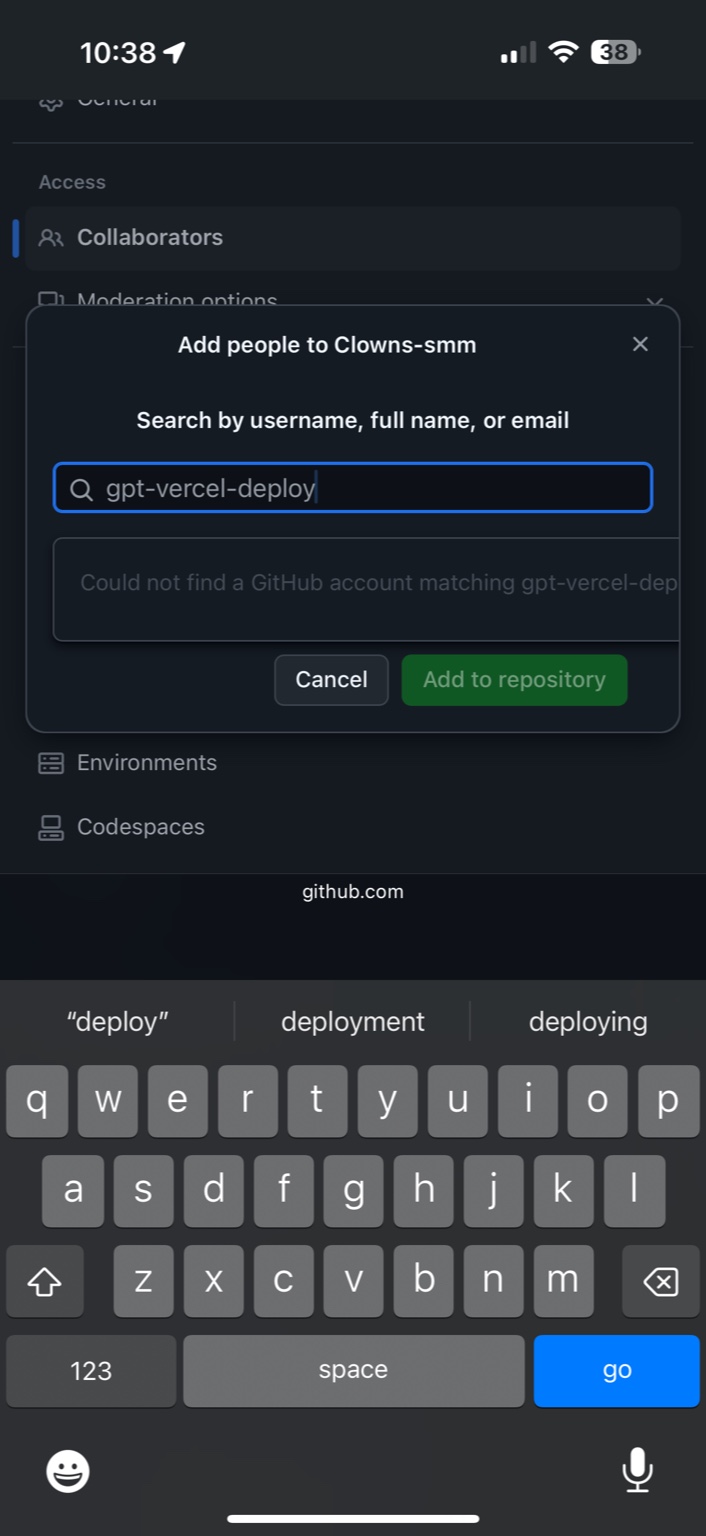 10:38
38
General
Access
Collaborators
Moderation options
Add people to Clowns-smm
Search by username, full name, or email
gpt-vercel-deploy
Could not find a GitHub account matching gpt-vercel-dep
Cancel
Add to repository
Environments
Codespaces
github.com
“deploy”
deployment
deploying
q w e r t y u i o p
a s d f g h j k l
z x c v b n m
123
space
go